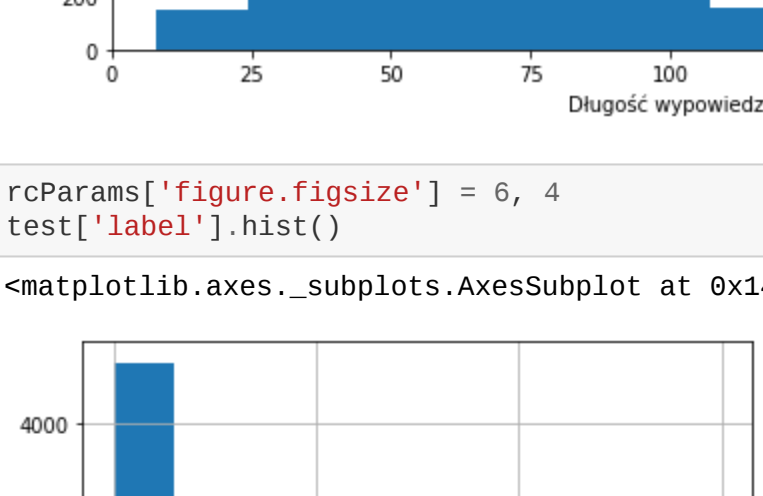 200
0
0 25 50 75 100
Długość wypowiedz
rcParams['figure.figsize'] = 6, 4
test['label'].hist()
<matplotlib.axes._subplots.AxesSubplot at 0x14
4000